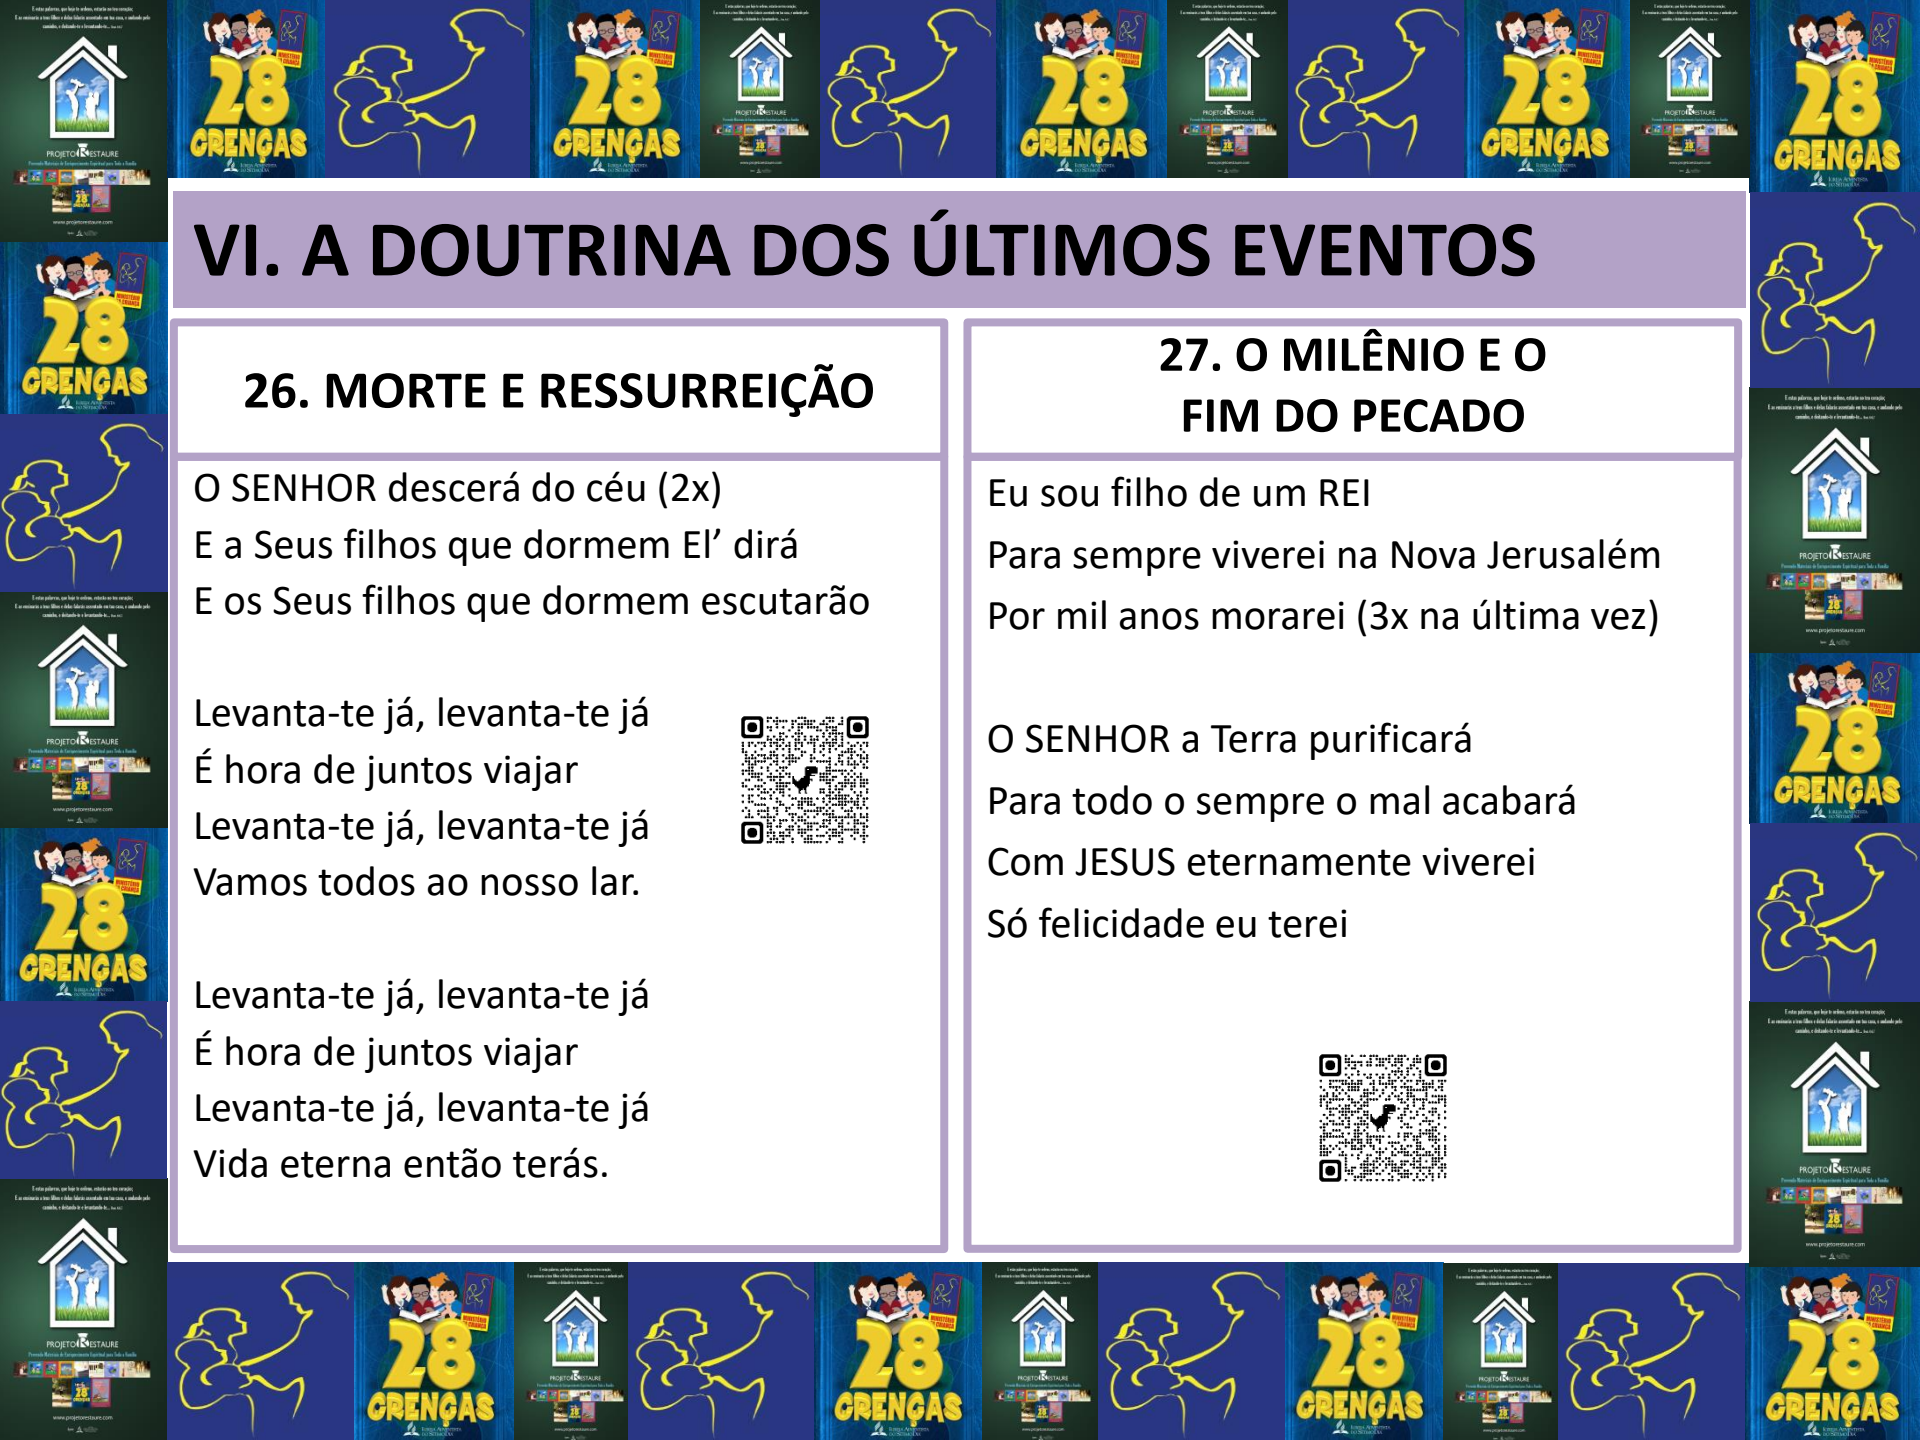 VI. A DOUTRINA DOS ÚLTIMOS EVENTOS
26. MORTE E RESSURREIÇÃO
O SENHOR descerá do céu (2x)
E a Seus filhos que dormem El’ dirá
E os Seus filhos que dormem escutarão
Levanta-te já, levanta-te já
É hora de juntos viajar
Levanta-te já, levanta-te já
Vamos todos ao nosso lar.
Levanta-te já, levanta-te já
É hora de juntos viajar
Levanta-te já, levanta-te já
Vida eterna então terás.
27. O MILÊNIO E O
FIM DO PECADO
Eu sou filho de um REI
Para sempre viverei na Nova Jerusalém
Por mil anos morarei (3x na última vez)
O SENHOR a Terra purificará
Para todo o sempre o mal acabará
Com JESUS eternamente viverei
Só felicidade eu terei
28
CRENÇAS
PROJETO RESTAURE
www.projetorestaure.com